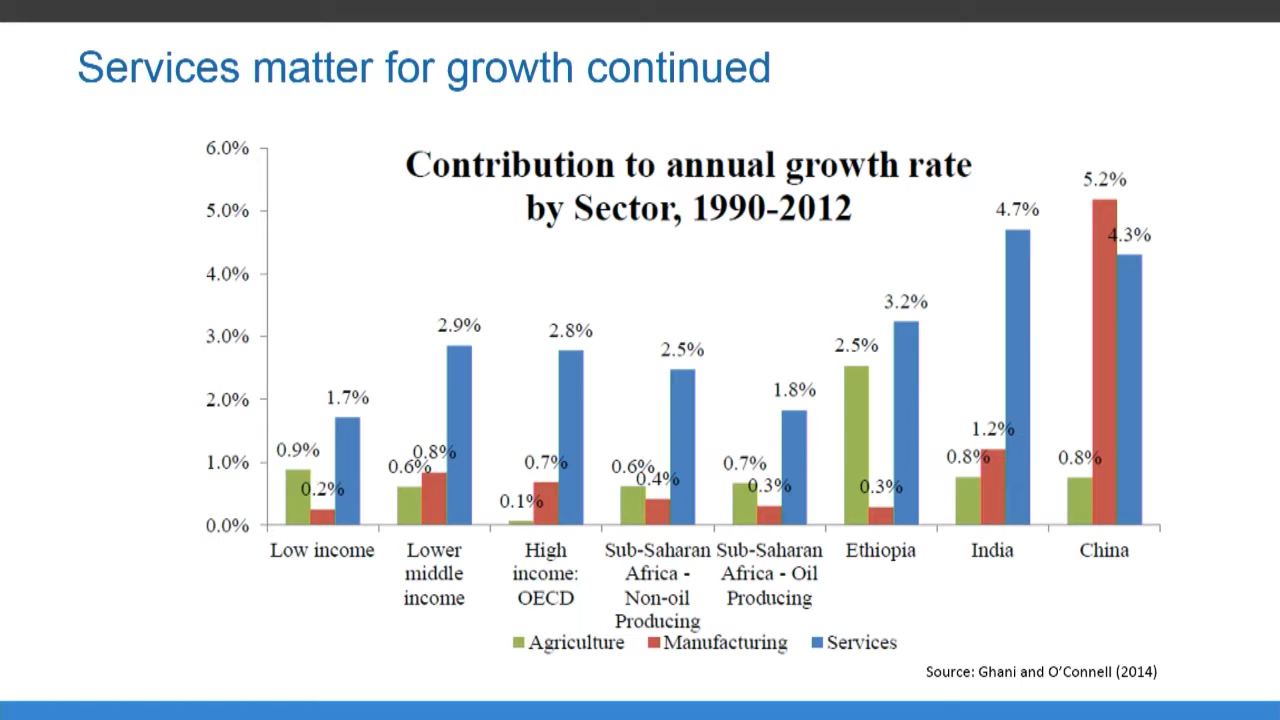 Services matter for growth continued
Contribution to annual growth rate
by Sector, 1990-2012
6.0%
5.0%
4.0%
3.0%
2.0%
1.0%
0.0%
0.9%
0.2%
1.7%
0.6%
0.8%
2.9%
0.1%
0.7%
2.8%
0.6%
0.4%
2.5%
0.7%
0.3%
1.8%
2.5%
0.3%
3.2%
0.8%
1.2%
4.7%
0.8%
5.2%
4.3%
Low income
Lower
middle
income
High
income:
OECD
Sub-Saharan
Africa -
Non-oil
Producing
Sub-Saharan
Africa - Oil
Producing
Ethiopia
India
China
Agriculture
Manufacturing
Services
Source: Ghani and O’Connell (2014)